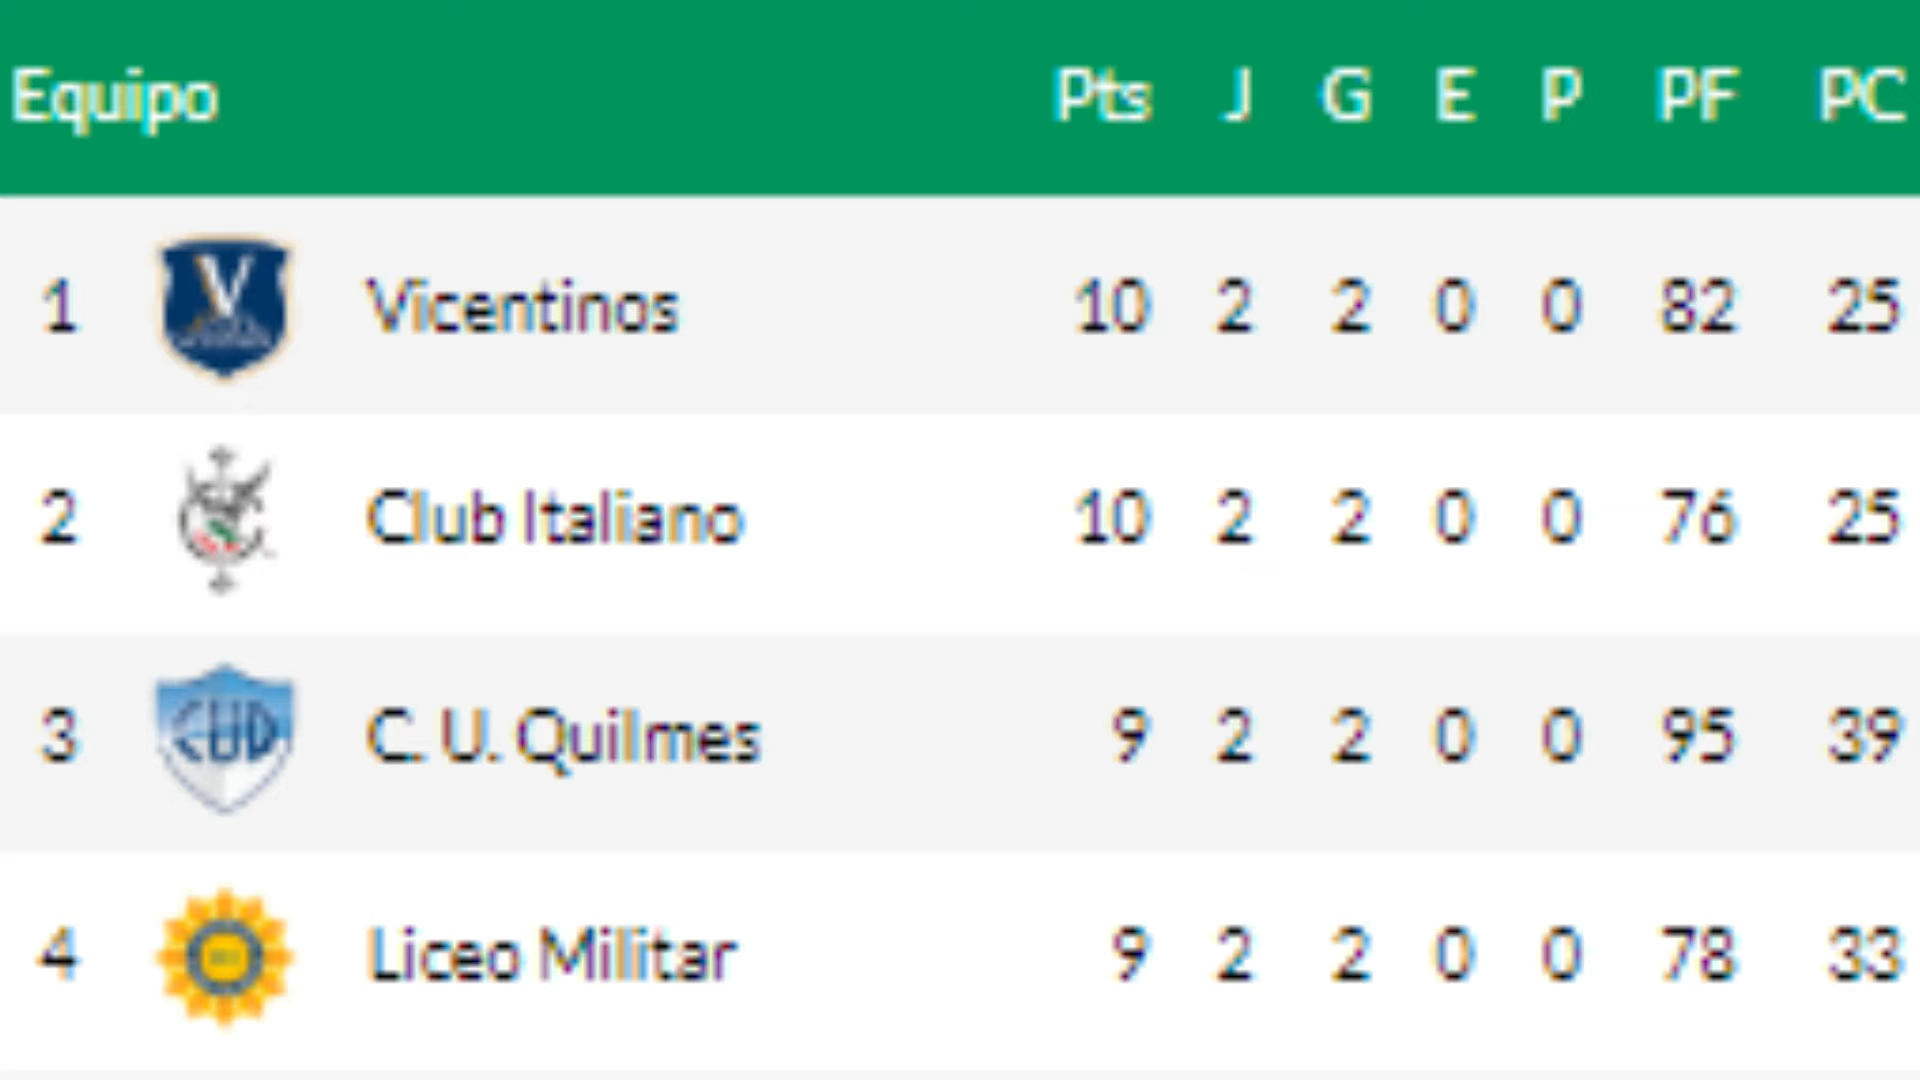 Equipo Pts J G E P PF PC
1 V Vicentinos 10 2 2 0 0 82 25
2 Club Italiano 10 2 2 0 0 76 25
3 CUQ C. U. Quilmes 9 2 2 0 0 95 39
4 Liceo Militar 9 2 2 0 0 78 33